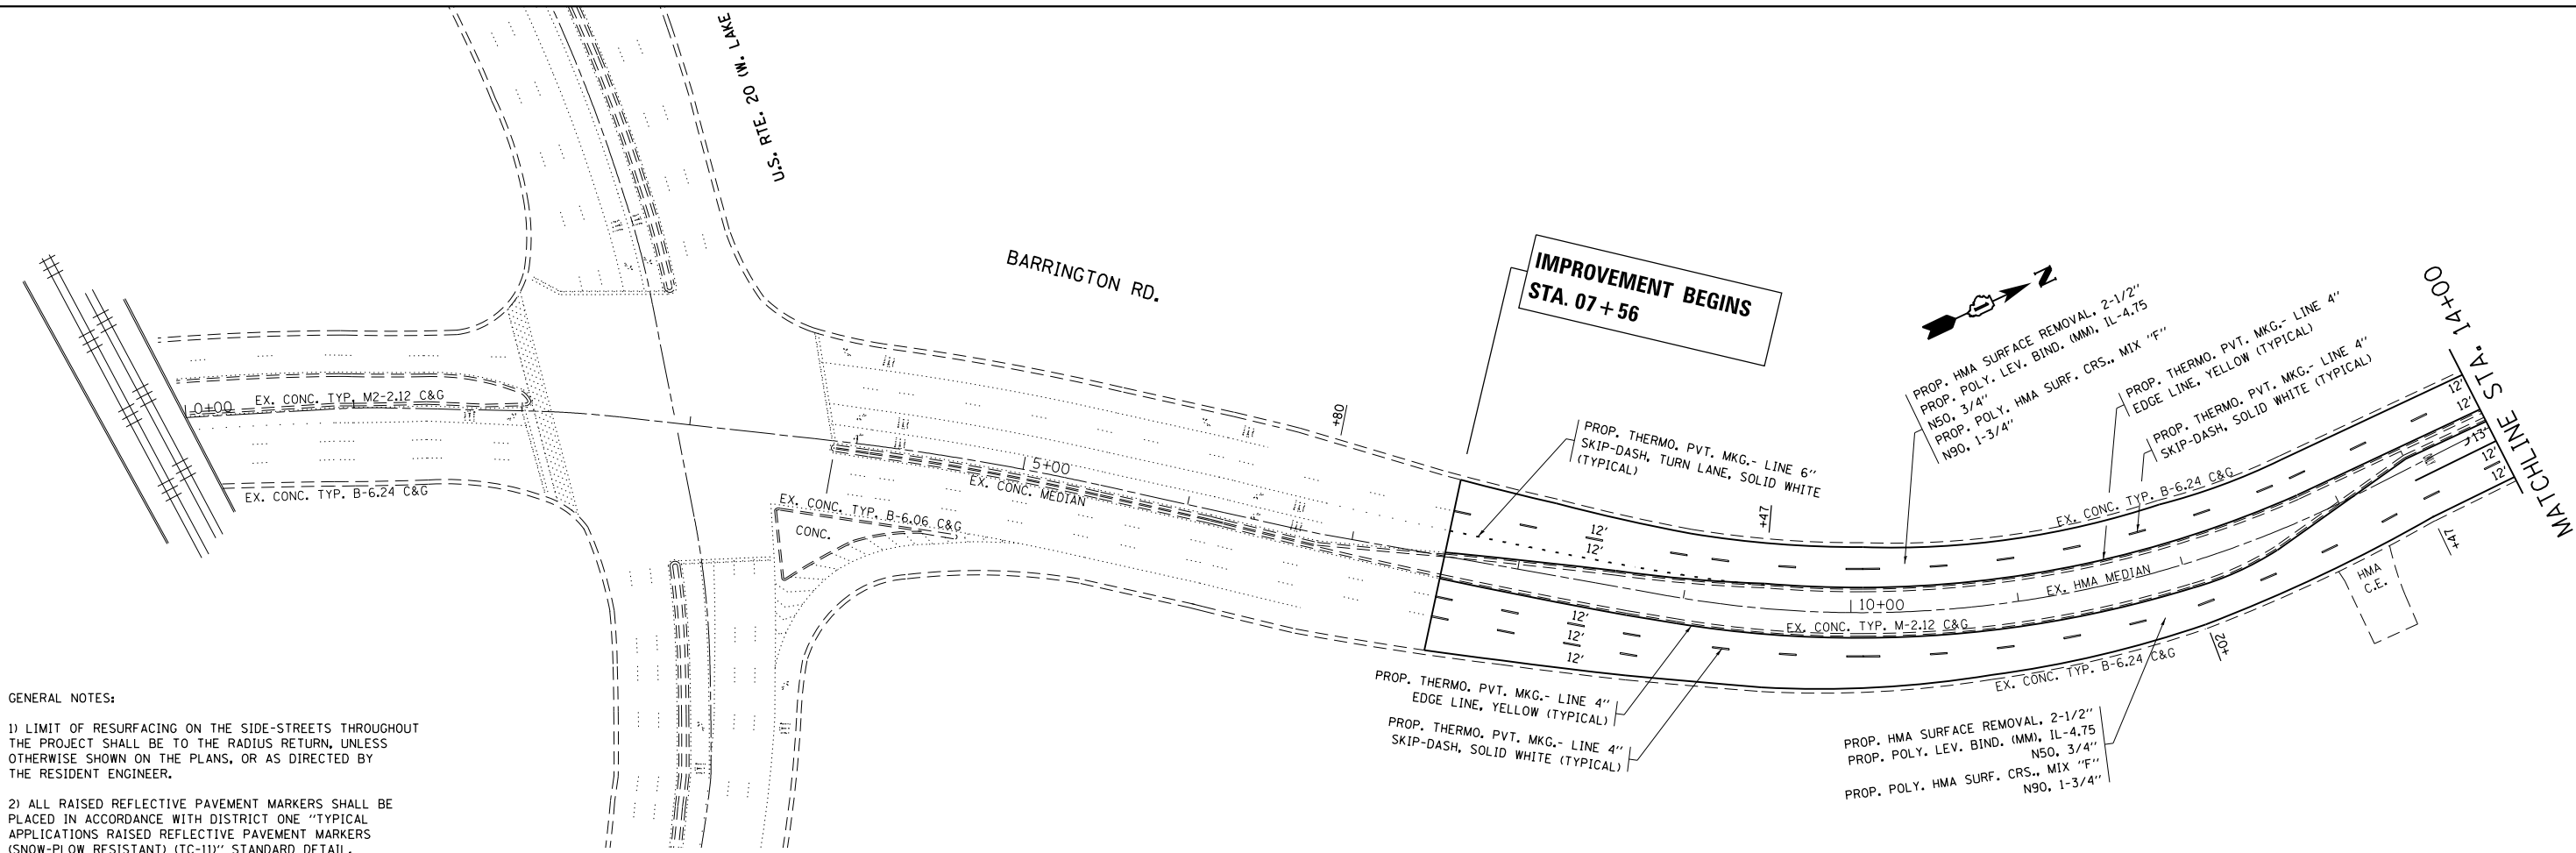 U.S. RTE. 20 (W. LAKE
BARRINGTON RD.
IMPROVEMENT BEGINS
STA. 07+56
PROP. HMA SURFACE REMOVAL, 2-1/2"
PROP. POLY. LEV. BIND. (MM), IL-4.75
N50, 3/4"
PROP. POLY. HMA SURF. CRS., MIX "F"
N90, 1-3/4"
PROP. THERMO. PVT. MKG.- LINE 4"
EDGE LINE, YELLOW (TYPICAL)
PROP. THERMO. PVT. MKG.- LINE 4"
SKIP-DASH, SOLID WHITE (TYPICAL)
MATCHLINE STA. 14+00
N
+80
PROP. THERMO. PVT. MKG.- LINE 6"
SKIP-DASH, TURN LANE, SOLID WHITE
(TYPICAL)
+47
12'
12'
13'
12'
12'
0+00
EX. CONC. TYP. M2-2.12 C&G
EX. CONC. TYP. B-6.24 C&G
5+00
EX. CONC. MEDIAN
EX. CONC. TYP. B-6.06 C&G
CONC.
12'
12'
12'
12'
12'
EX. CONC. TYP. B-6.24 C&G
EX. HMA MEDIAN
10+00
EX. CONC. TYP. M-2.12 C&G
EX. CONC. TYP. B-6.24 C&G
+02
HMA
C.E.
+47
PROP. THERMO. PVT. MKG.- LINE 4"
EDGE LINE, YELLOW (TYPICAL)
PROP. THERMO. PVT. MKG.- LINE 4"
SKIP-DASH, SOLID WHITE (TYPICAL)
PROP. HMA SURFACE REMOVAL, 2-1/2"
PROP. POLY. LEV. BIND. (MM), IL-4.75
N50, 3/4"
PROP. POLY. HMA SURF. CRS., MIX "F"
N90, 1-3/4"
GENERAL NOTES:
1) LIMIT OF RESURFACING ON THE SIDE-STREETS THROUGHOUT
THE PROJECT SHALL BE TO THE RADIUS RETURN, UNLESS
OTHERWISE SHOWN ON THE PLANS, OR AS DIRECTED BY
THE RESIDENT ENGINEER.
2) ALL RAISED REFLECTIVE PAVEMENT MARKERS SHALL BE
PLACED IN ACCORDANCE WITH DISTRICT ONE "TYPICAL
APPLICATIONS RAISED REFLECTIVE PAVEMENT MARKERS
(SNOW-PLOW RESISTANT) (TC-11)" STANDARD DETAIL.